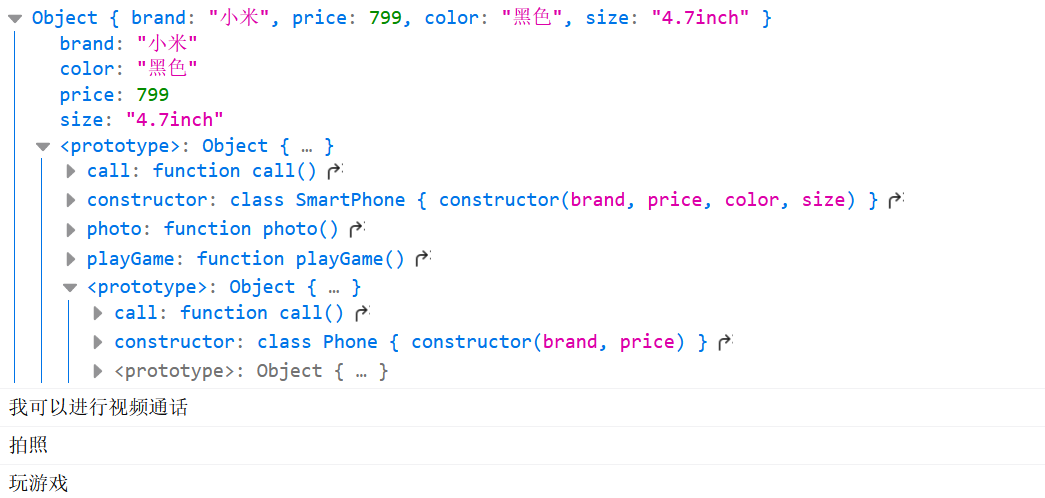 Object { brand: "小米", price: 799, color: "黑色", size: "4.7inch" }
brand: "小米"
color: "黑色"
price: 799
size: "4.7inch"
<prototype>: Object { … }
call: function call()
constructor: class SmartPhone { constructor(brand, price, color, size) }
photo: function photo()
playGame: function playGame()
<prototype>: Object { … }
call: function call()
constructor: class Phone { constructor(brand, price) }
<prototype>: Object { … }
我可以进行视频通话
拍照
玩游戏